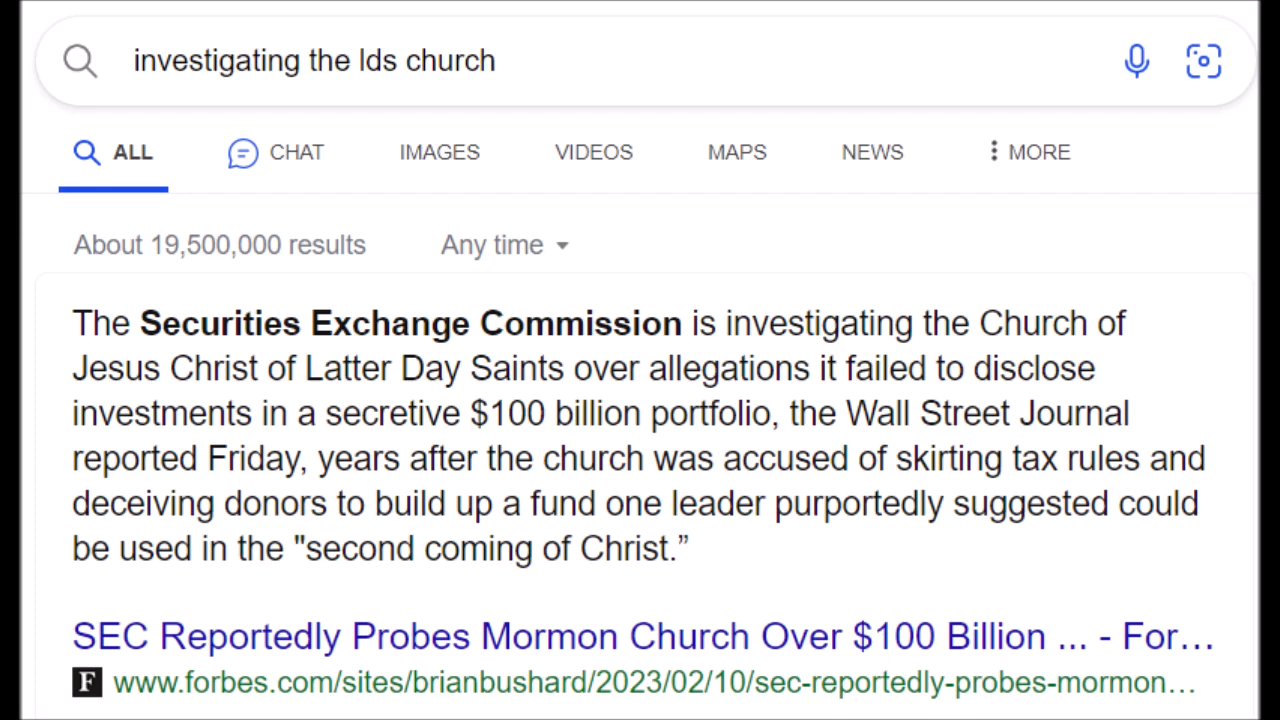 investigating the lds church
ALL CHAT IMAGES VIDEOS MAPS NEWS MORE
About 19,500,000 results Any time
The Securities Exchange Commission is investigating the Church of
Jesus Christ of Latter Day Saints over allegations it failed to disclose
investments in a secretive $100 billion portfolio, the Wall Street Journal
reported Friday, years after the church was accused of skirting tax rules and
deceiving donors to build up a fund one leader purportedly suggested could
be used in the "second coming of Christ.”
SEC Reportedly Probes Mormon Church Over $100 Billion ... - For...
F www.forbes.com/sites/brianbushard/2023/02/10/sec-reportedly-probes-mormon...